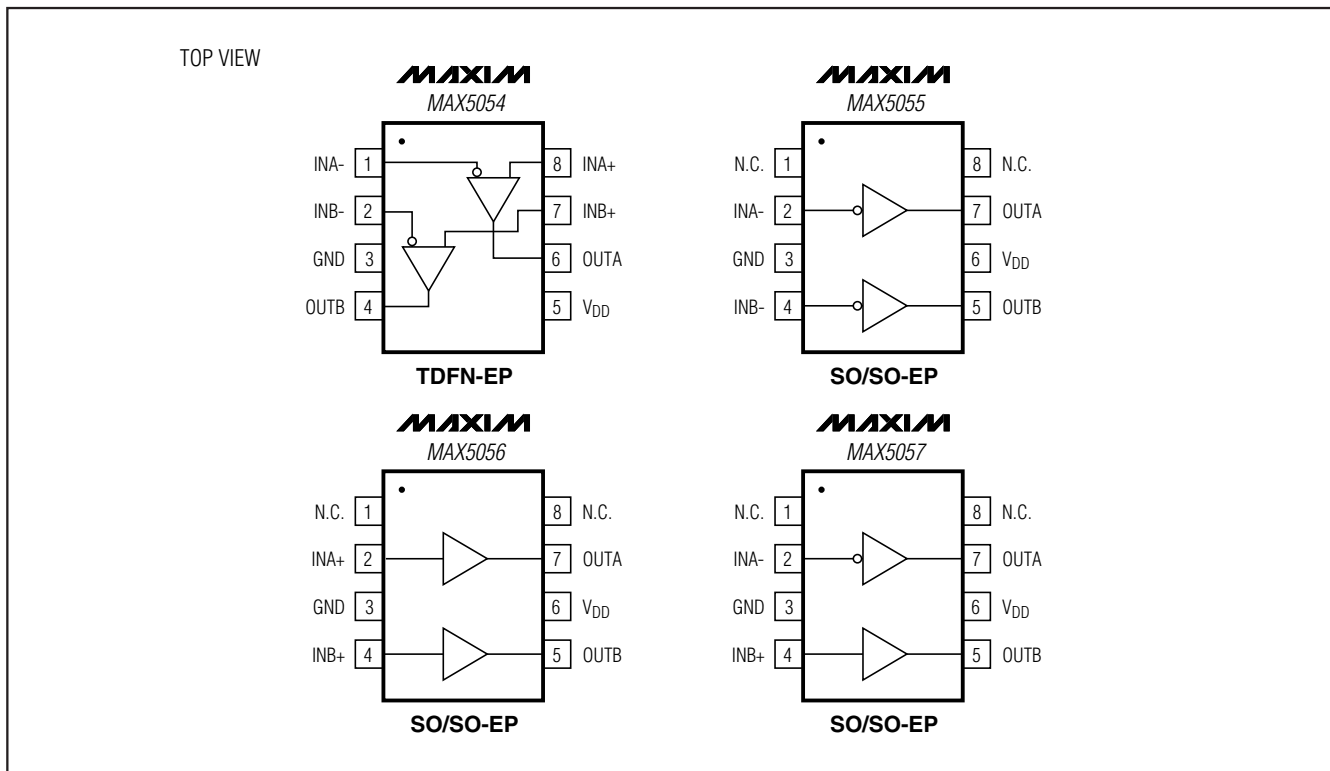 TOP VIEW
MAXIM
MAX5054
INA- 1 8 INA+
INB- 2 7 INB+
GND 3 6 OUTA
OUTB 4 5 VDD
TDFN-EP
MAXIM
MAX5055
N.C. 1 8 N.C.
INA- 2 7 OUTA
GND 3 6 VDD
INB- 4 5 OUTB
SO/SO-EP
MAXIM
MAX5056
N.C. 1 8 N.C.
INA+ 2 7 OUTA
GND 3 6 VDD
INB+ 4 5 OUTB
SO/SO-EP
MAXIM
MAX5057
N.C. 1 8 N.C.
INA- 2 7 OUTA
GND 3 6 VDD
INB+ 4 5 OUTB
SO/SO-EP